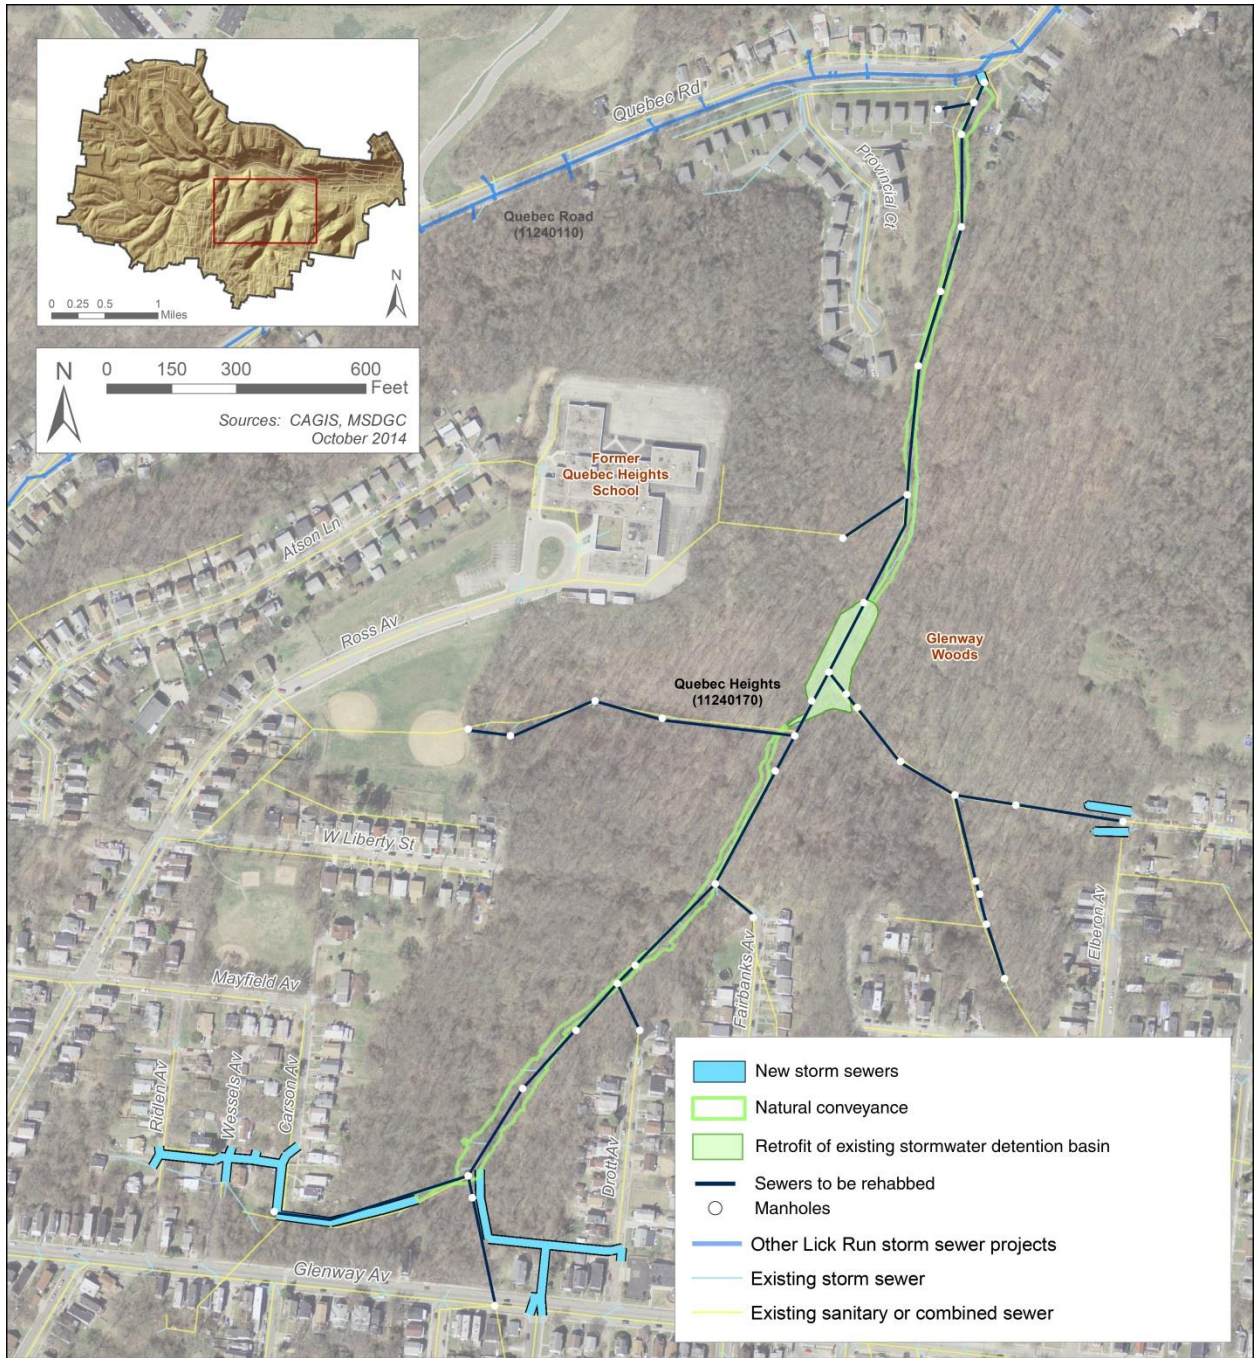 N
0 0.25 0.5 1
Miles
N
0 150 300 600
Feet
Sources: CAGIS, MSDGC
October 2014
Quebec Rd
Provincial Ct
Quebec Road
(11240110)
Former
Quebec Heights
School
Atson Ln
Ross Av
Glenway
Woods
Quebec Heights
(11240170)
W Liberty St
Elberon Av
Fairbanks Av
Mayfield Av
Ridlen Av
Wessels Av
Carson Av
Drott Av
Glenway Av
New storm sewers
Natural conveyance
Retrofit of existing stormwater detention basin
Sewers to be rehabbed
Manholes
Other Lick Run storm sewer projects
Existing storm sewer
Existing sanitary or combined sewer